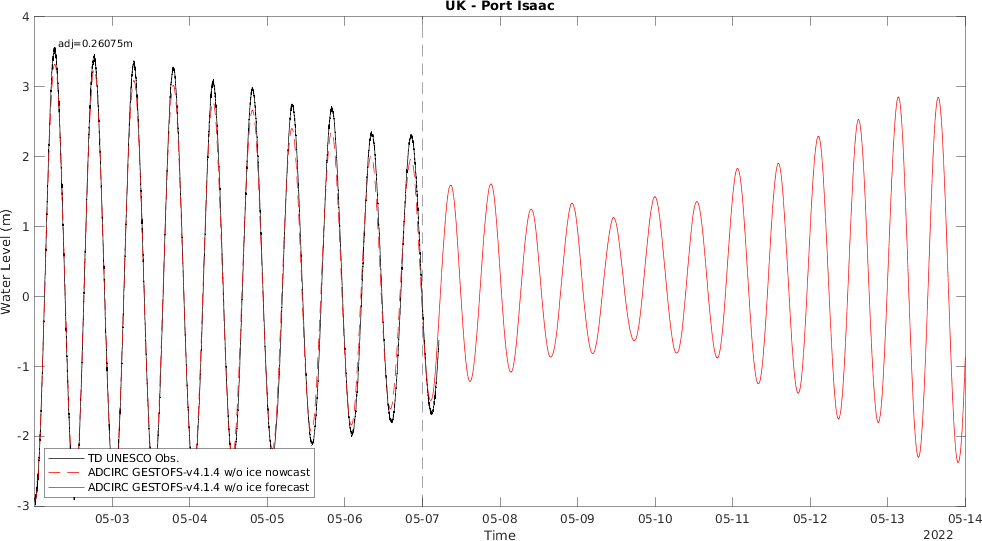 UK - Port Isaac
adj=0.26075m
4
3
2
1
0
-1
-2
-3
Water Level (m)
TD UNESCO Obs.
ADCIRC GESTOFS-v4.1.4 w/o ice nowcast
ADCIRC GESTOFS-v4.1.4 w/o ice forecast
05-03 05-04 05-05 05-06 05-07 05-08 05-09 05-10 05-11 05-12 05-13 05-14
Time
2022